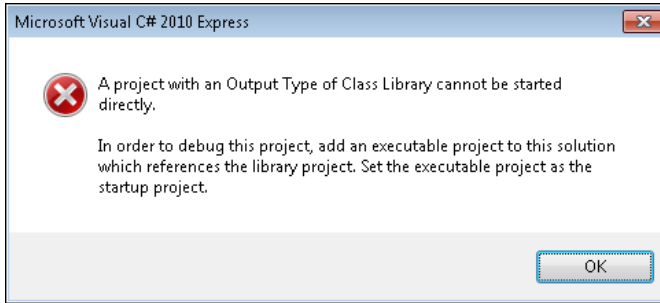 Microsoft Visual C# 2010 Express
A project with an Output Type of Class Library cannot be started
directly.
In order to debug this project, add an executable project to this solution
which references the library project. Set the executable project as the
startup project.
OK